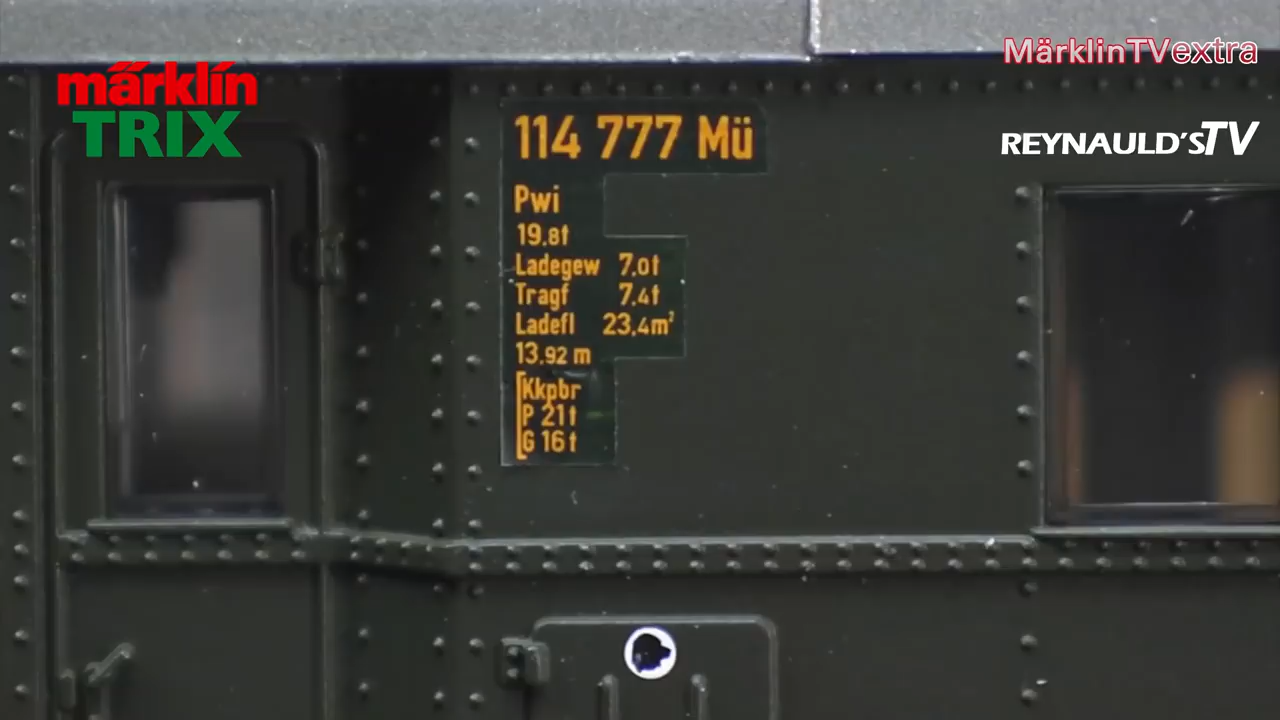 märklin
TRIX
MärklinTVextra
REYNAULD'STV
114 777 Mü
Pwi
19.8t
Ladegew 7.0t
Tragf 7.4t
Ladefl 23.4m²
13.92 m
Kkpbr
P 21t
G 16t